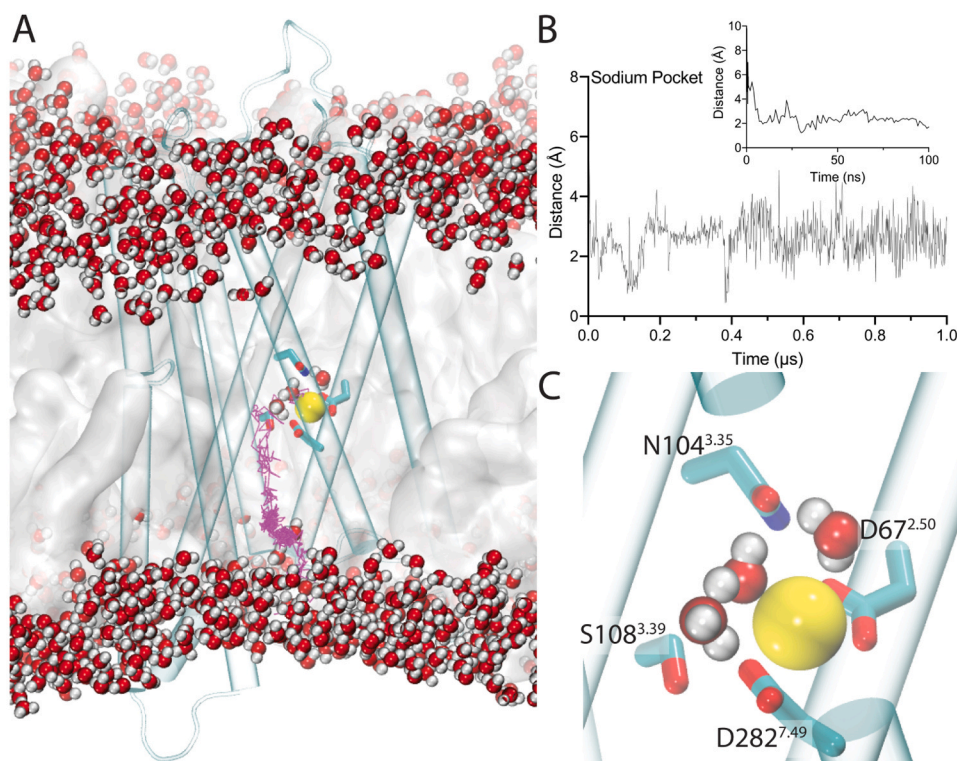 A
B
Sodium Pocket
Distance (Å)
8
6
4
2
0
0.0
0.2
0.4
0.6
0.8
1.0
Time (µs)
Distance (Å)
10
8
6
4
2
0
0
50
100
Time (ns)
C
N104³·³⁵
D67²·⁵⁰
S108³·³⁹
D282⁷·⁴⁹